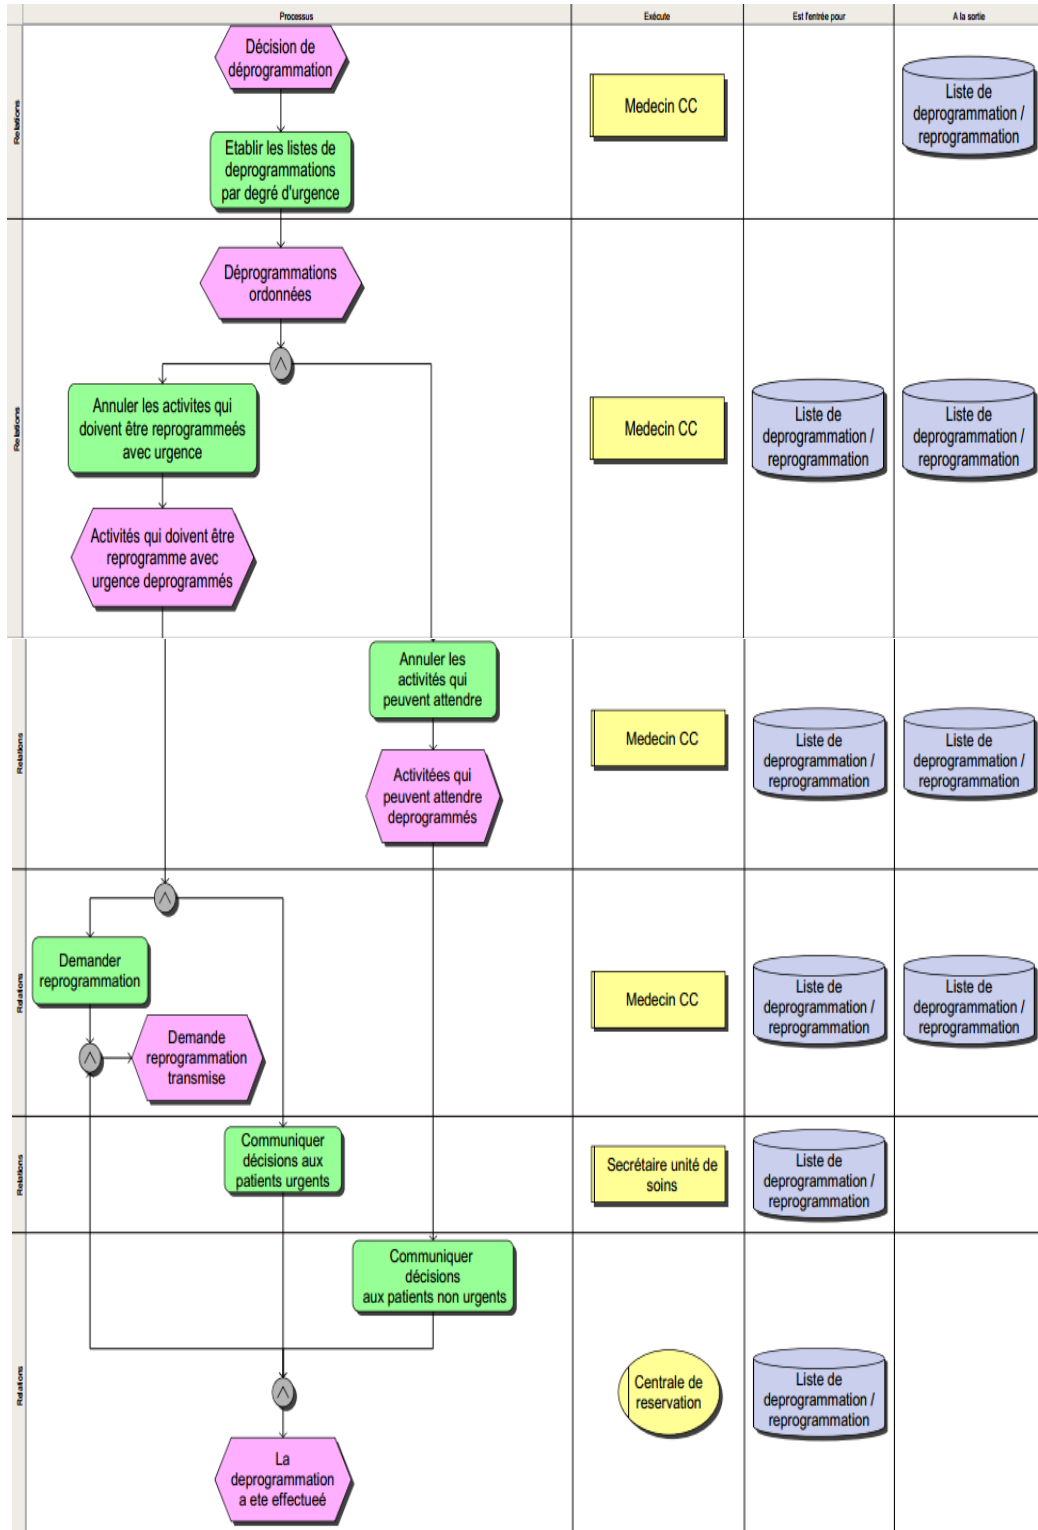 Processus
Exécute
Est l'entrée pour
A la sortie
Relations
Décision de
déprogrammation
Etablir les listes de
deprogrammations
par degré d'urgence
Medecin CC
Liste de
deprogrammation /
reprogrammation
Relations
Déprogrammations
ordonnées
Annuler les activites qui
doivent être reprogrammeés
avec urgence
Activités qui doivent être
reprogramme avec
urgence deprogrammés
Medecin CC
Liste de
deprogrammation /
reprogrammation
Liste de
deprogrammation /
reprogrammation
Relations
Annuler les
activités qui
peuvent attendre
Activitées qui
peuvent attendre
deprogrammés
Medecin CC
Liste de
deprogrammation /
reprogrammation
Liste de
deprogrammation /
reprogrammation
Relations
Demander
reprogrammation
Demande
reprogrammation
transmise
Medecin CC
Liste de
deprogrammation /
reprogrammation
Liste de
deprogrammation /
reprogrammation
Relations
Communiquer
décisions aux
patients urgents
Secrétaire unité de
soins
Liste de
deprogrammation /
reprogrammation
Relations
Communiquer
décisions
aux patients non urgents
La
deprogrammation
a ete effectueé
Centrale de
reservation
Liste de
deprogrammation /
reprogrammation